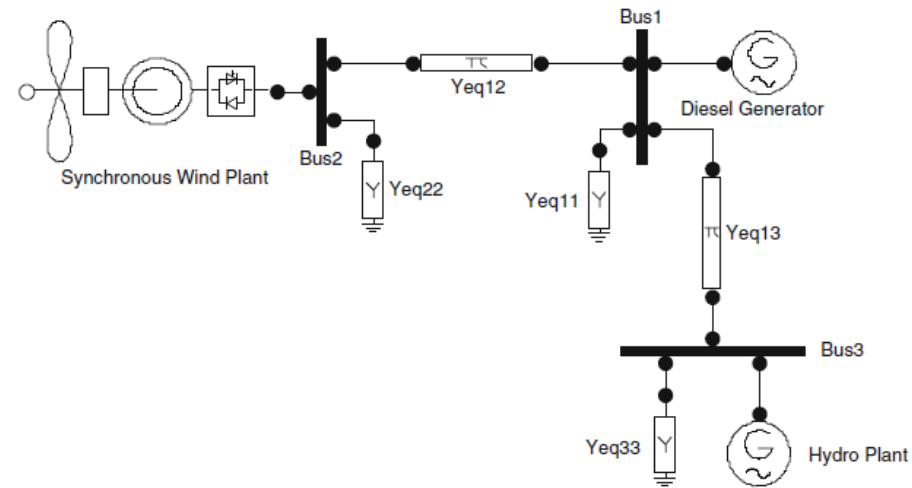 Bus1
Yeq12
Diesel Generator
Bus2
Synchronous Wind Plant
Yeq22
Yeq11
Yeq13
Bus3
Yeq33
Hydro Plant